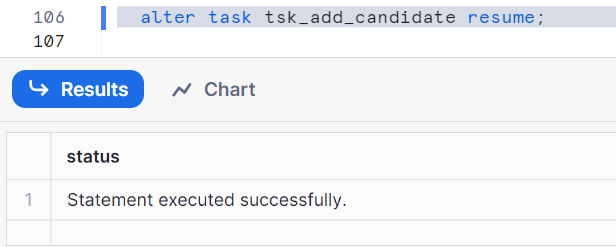 106 alter task tsk_add_candidate resume;
107
Results Chart
status
1 Statement executed successfully.